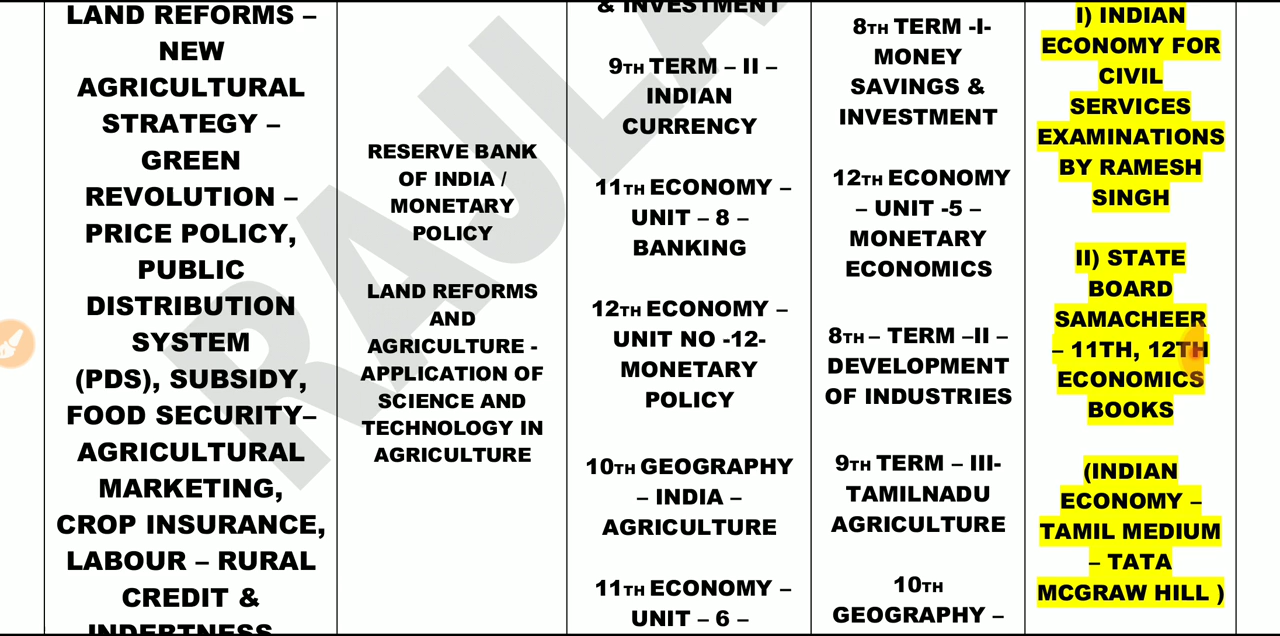 LAND REFORMS –
NEW
AGRICULTURAL
STRATEGY –
GREEN
REVOLUTION –
PRICE POLICY,
PUBLIC
DISTRIBUTION
SYSTEM
(PDS), SUBSIDY,
FOOD SECURITY–
AGRICULTURAL
MARKETING,
CROP INSURANCE,
LABOUR – RURAL
CREDIT &
INDEBTNESS
RESERVE BANK
OF INDIA /
MONETARY
POLICY
LAND REFORMS
AND
AGRICULTURE -
APPLICATION OF
SCIENCE AND
TECHNOLOGY IN
AGRICULTURE
& INVESTMENT
9TH TERM – II –
INDIAN
CURRENCY
11TH ECONOMY –
UNIT – 8 –
BANKING
12TH ECONOMY –
UNIT NO -12-
MONETARY
POLICY
10TH GEOGRAPHY
– INDIA –
AGRICULTURE
11TH ECONOMY –
UNIT – 6 –
8TH TERM -I-
MONEY
SAVINGS &
INVESTMENT
12TH ECONOMY
– UNIT -5 –
MONETARY
ECONOMICS
8TH – TERM –II –
DEVELOPMENT
OF INDUSTRIES
9TH TERM – III-
TAMILNADU
AGRICULTURE
10TH
GEOGRAPHY –
I) INDIAN
ECONOMY FOR
CIVIL
SERVICES
EXAMINATIONS
BY RAMESH
SINGH
II) STATE
BOARD
SAMACHEER
– 11TH, 12TH
ECONOMICS
BOOKS
(INDIAN
ECONOMY –
TAMIL MEDIUM
– TATA
MCGRAW HILL )